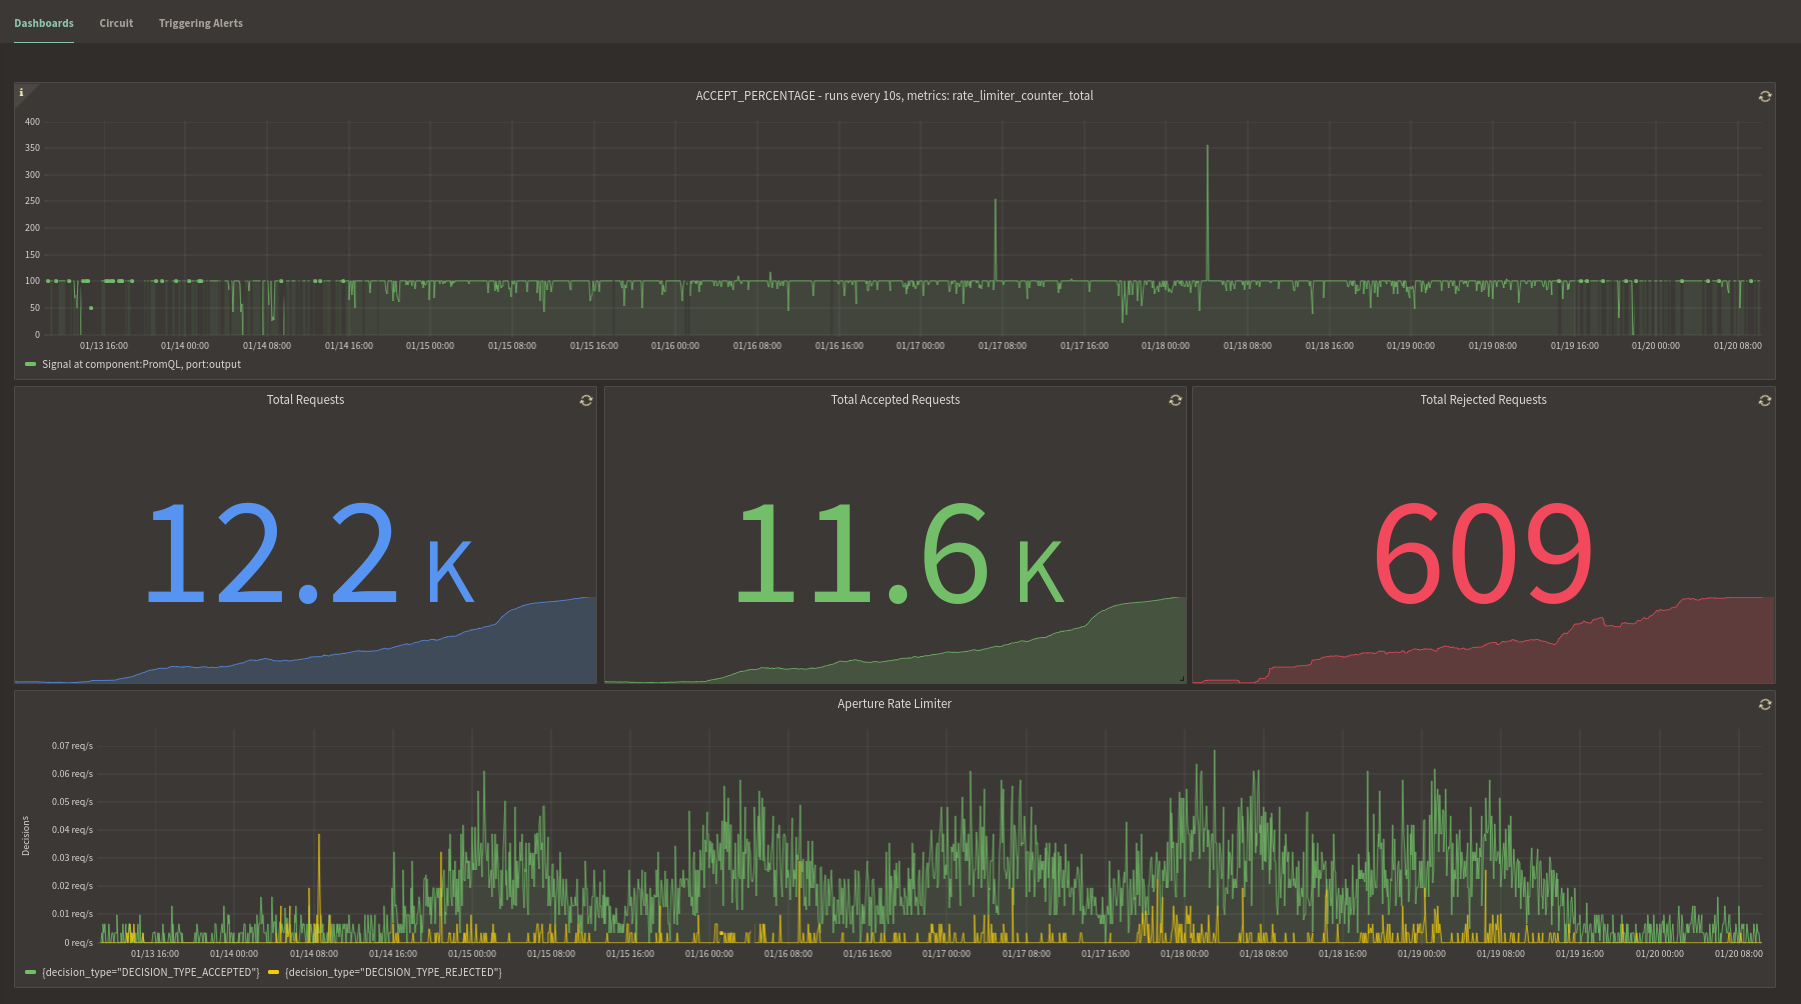 Dashboards Circuit Triggering Alerts
i
ACCEPT_PERCENTAGE - runs every 10s, metrics: rate_limiter_counter_total
400
350
300
250
200
150
100
50
0
01/13 16:00 01/14 00:00 01/14 08:00 01/14 16:00 01/15 00:00 01/15 08:00 01/15 16:00 01/16 00:00 01/16 08:00 01/16 16:00 01/17 00:00 01/17 08:00 01/17 16:00 01/18 00:00 01/18 08:00 01/18 16:00 01/19 00:00 01/19 08:00 01/19 16:00 01/20 00:00 01/20 08:00
Signal at component:PromQL, port:output
Total Requests
12.2 K
Total Accepted Requests
11.6 K
Total Rejected Requests
609
Aperture Rate Limiter
Decisions
0.07 req/s
0.06 req/s
0.05 req/s
0.04 req/s
0.03 req/s
0.02 req/s
0.01 req/s
0 req/s
01/13 16:00 01/14 00:00 01/14 08:00 01/14 16:00 01/15 00:00 01/15 08:00 01/15 16:00 01/16 00:00 01/16 08:00 01/16 16:00 01/17 00:00 01/17 08:00 01/17 16:00 01/18 00:00 01/18 08:00 01/18 16:00 01/19 00:00 01/19 08:00 01/19 16:00 01/20 00:00 01/20 08:00
{decision_type="DECISION_TYPE_ACCEPTED"} {decision_type="DECISION_TYPE_REJECTED"}